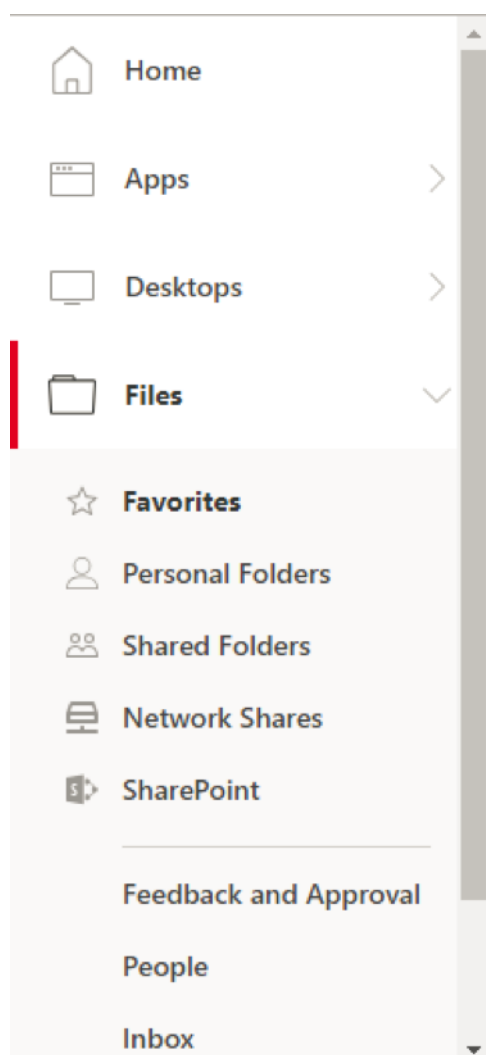 Home
Apps
Desktops
Files
Favorites
Personal Folders
Shared Folders
Network Shares
SharePoint
Feedback and Approval
People
Inbox